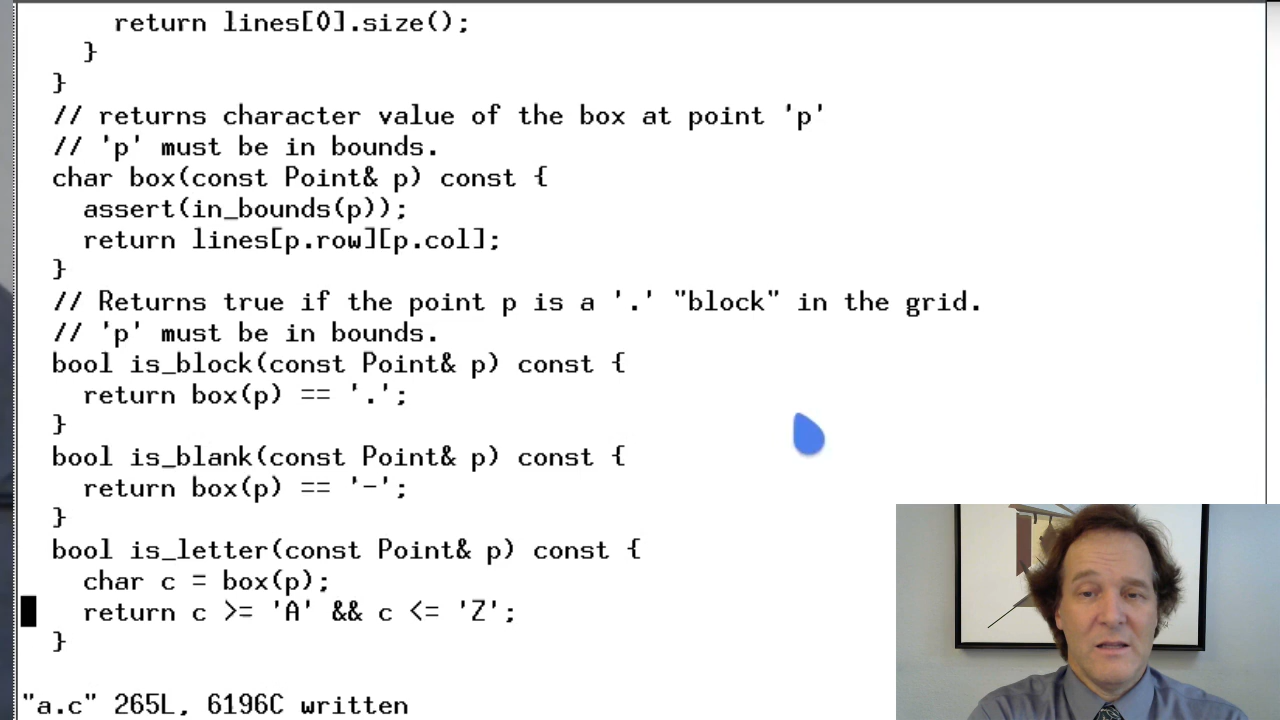 return lines[0].size();
}
}
// returns character value of the box at point 'p'
// 'p' must be in bounds.
char box(const Point& p) const {
assert(in_bounds(p));
return lines[p.row][p.col];
}
// Returns true if the point p is a '.' "block" in the grid.
// 'p' must be in bounds.
bool is_block(const Point& p) const {
return box(p) == '.';
}
bool is_blank(const Point& p) const {
return box(p) == '-';
}
bool is_letter(const Point& p) const {
char c = box(p);
return c >= 'A' && c <= 'Z';
}
"a.c" 265L, 6196C written